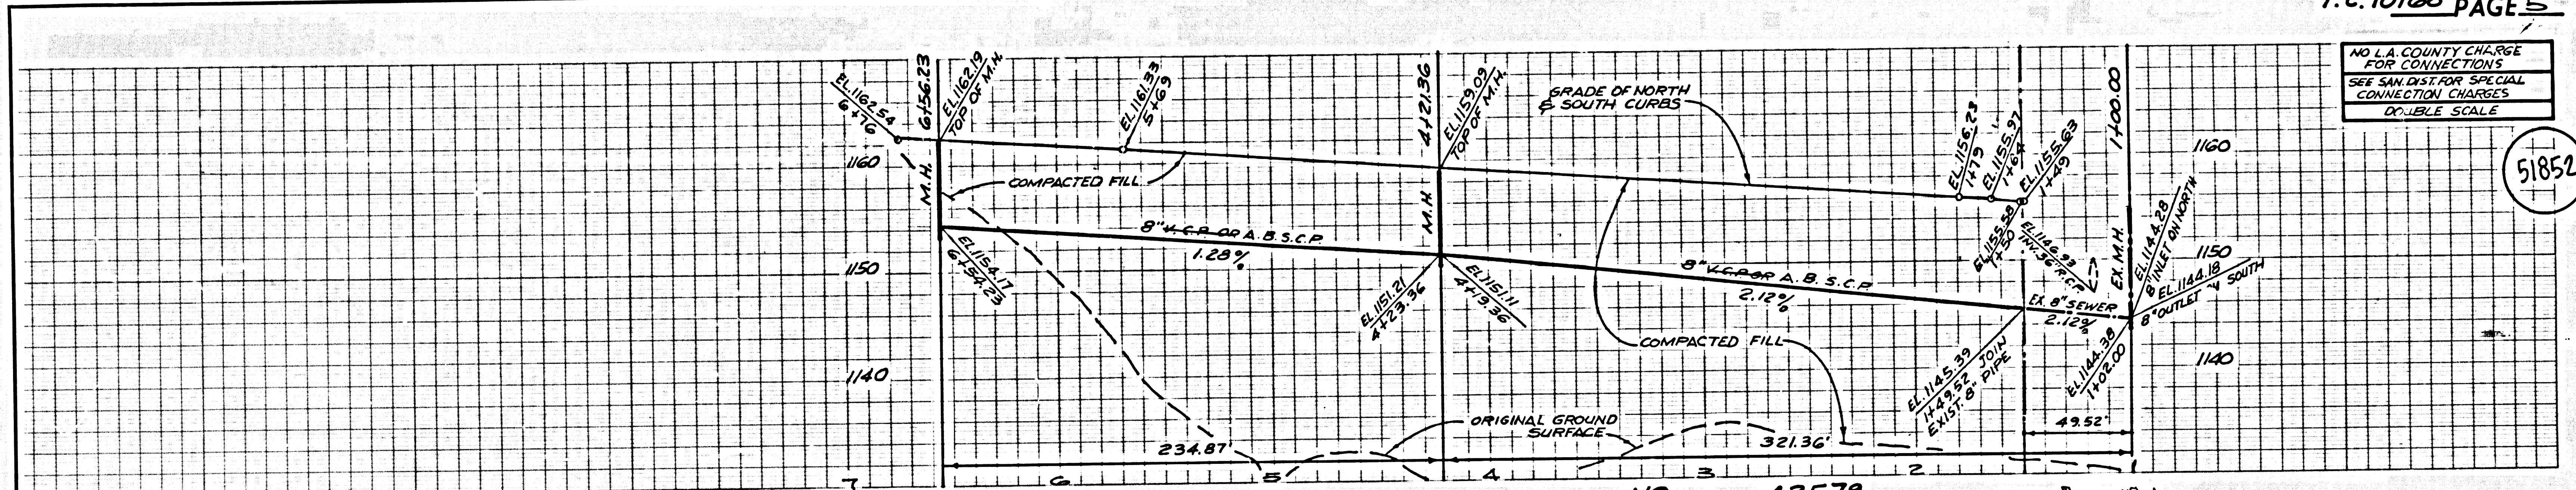 P.C. 10160 PAGE 5
NO L.A. COUNTY CHARGE
FOR CONNECTIONS
SEE SAN. DIST. FOR SPECIAL
CONNECTION CHARGES
DOUBLE SCALE
51852
EL. 1162.54
6+76
6+56.23
M.H.
EL. 1162.19
TOP OF M.H.
EL. 1161.33
5+69
4+21.36
M.H.
EL. 1159.09
TOP OF M.H.
GRADE OF NORTH
& SOUTH CURBS
EL. 1156.23
1+79
EL. 1155.97
1+64
EL. 1155.63
1+49
1+00.00
EX. M.H.
1160
1160
COMPACTED FILL
8" V.C.P. OR A.B.S.C.P.
1.28%
EL. 1154.17
6+54.23
1150
1150
EL. 1151.21
4+23.36
EL. 1151.11
4+19.36
8" V.C.P. OR A.B.S.C.P.
2.12%
EL. 1155.58
1+50
EL. 1146.93
INV. 36" R.C.P.
EL. 1144.28
8" INLET ON NORTH
EL. 1144.18
8" OUTLET SOUTH
EX. 8" SEWER
2.12%
COMPACTED FILL
EL. 1145.39
1+49.52 JOIN
EXIST. 8" PIPE
EL. 1144.38
1+02.00
1140
1140
ORIGINAL GROUND
SURFACE
234.87'
321.36'
49.52'
7 6 5 4 3 2 1